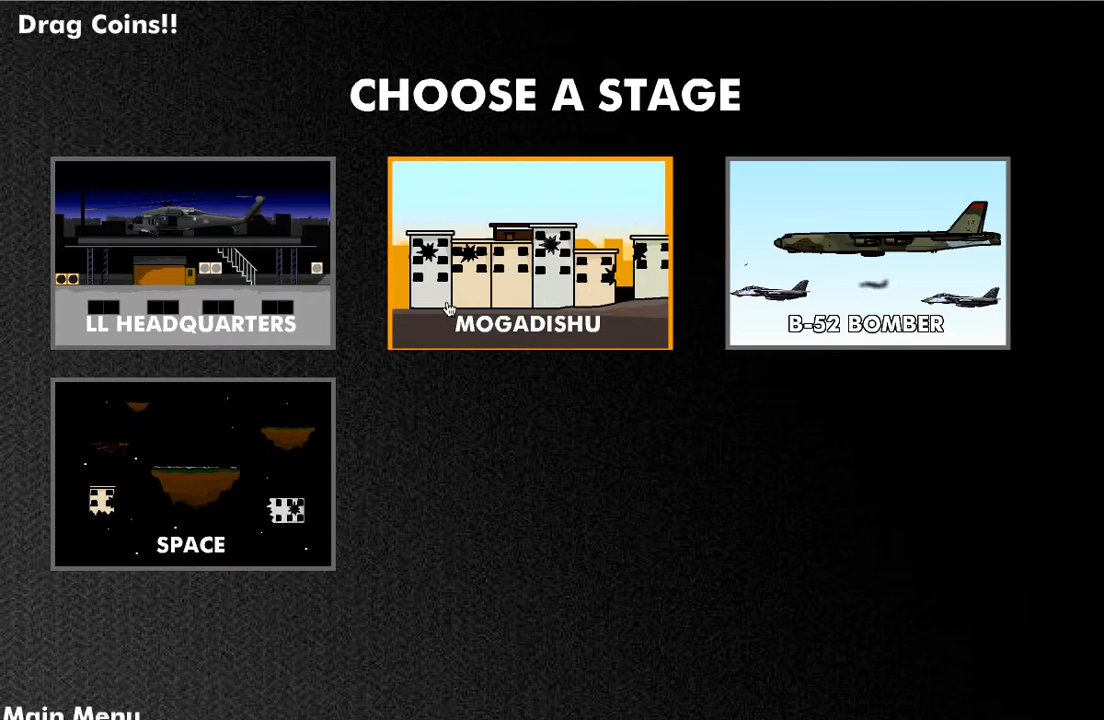 Drag Coins!!
CHOOSE A STAGE
LL HEADQUARTERS
MOGADISHU
B-52 BOMBER
SPACE
Main Menu